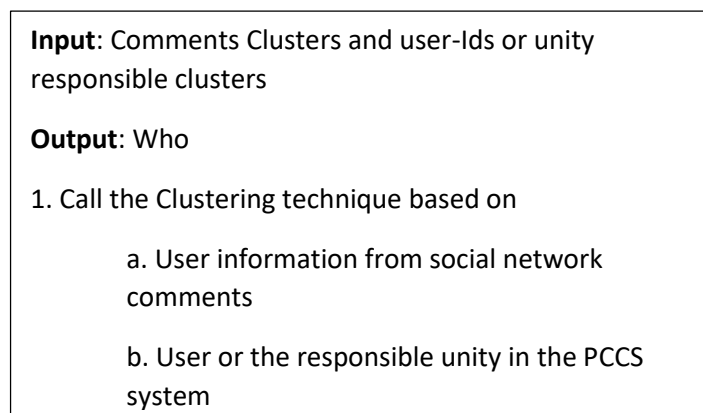 Input: Comments Clusters and user-Ids or unity
responsible clusters
Output: Who
1. Call the Clustering technique based on
a. User information from social network
comments
b. User or the responsible unity in the PCCS
system